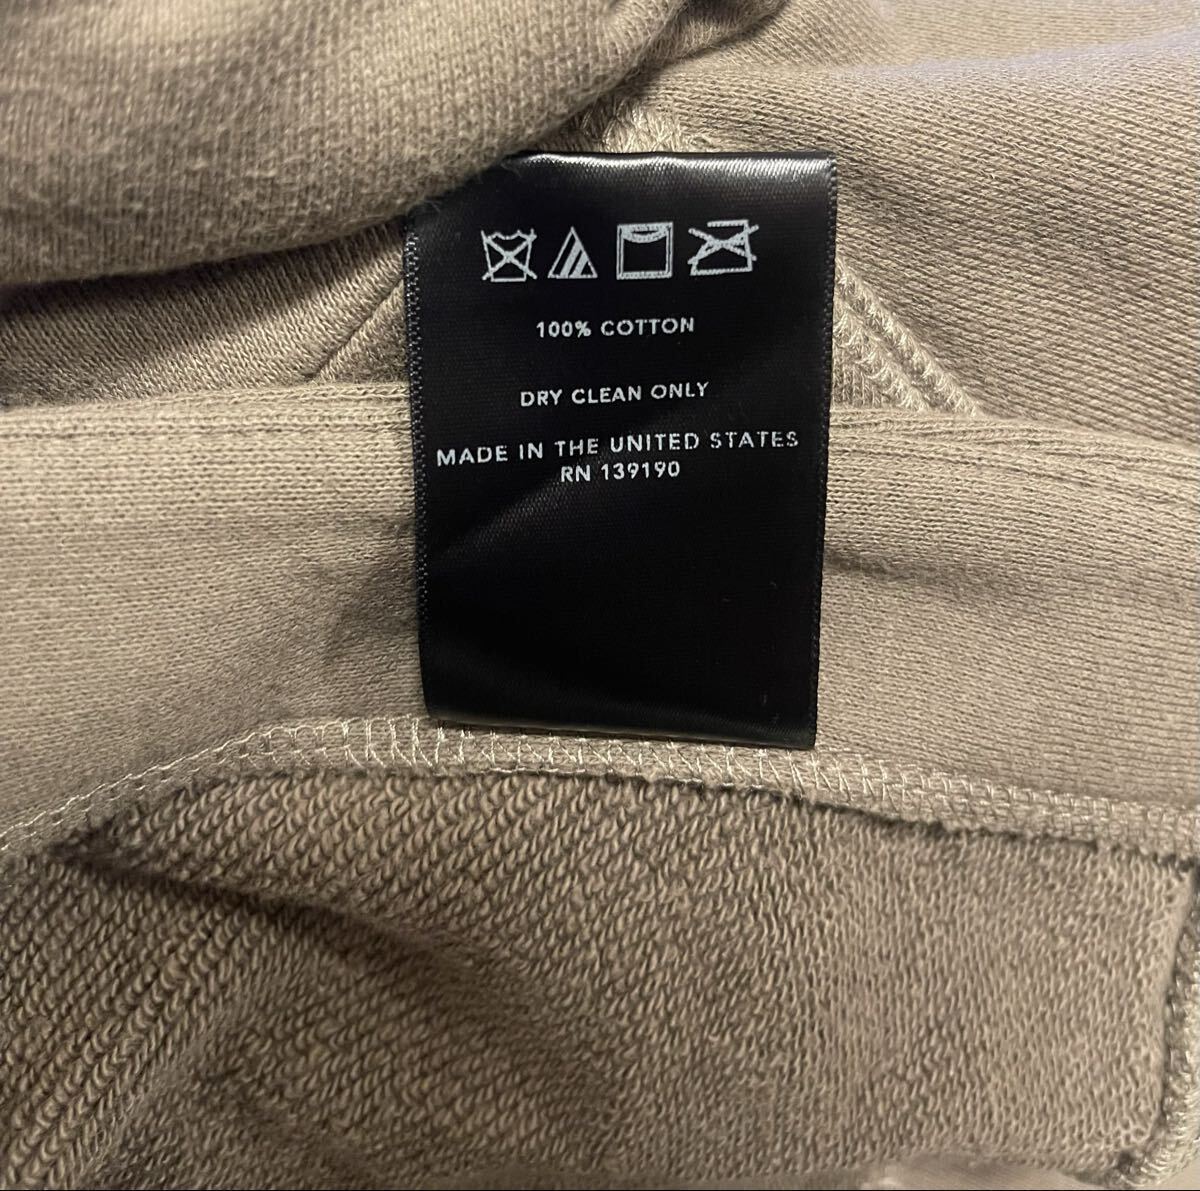 100% COTTON
DRY CLEAN ONLY
MADE IN THE UNITED STATES
RN 139190